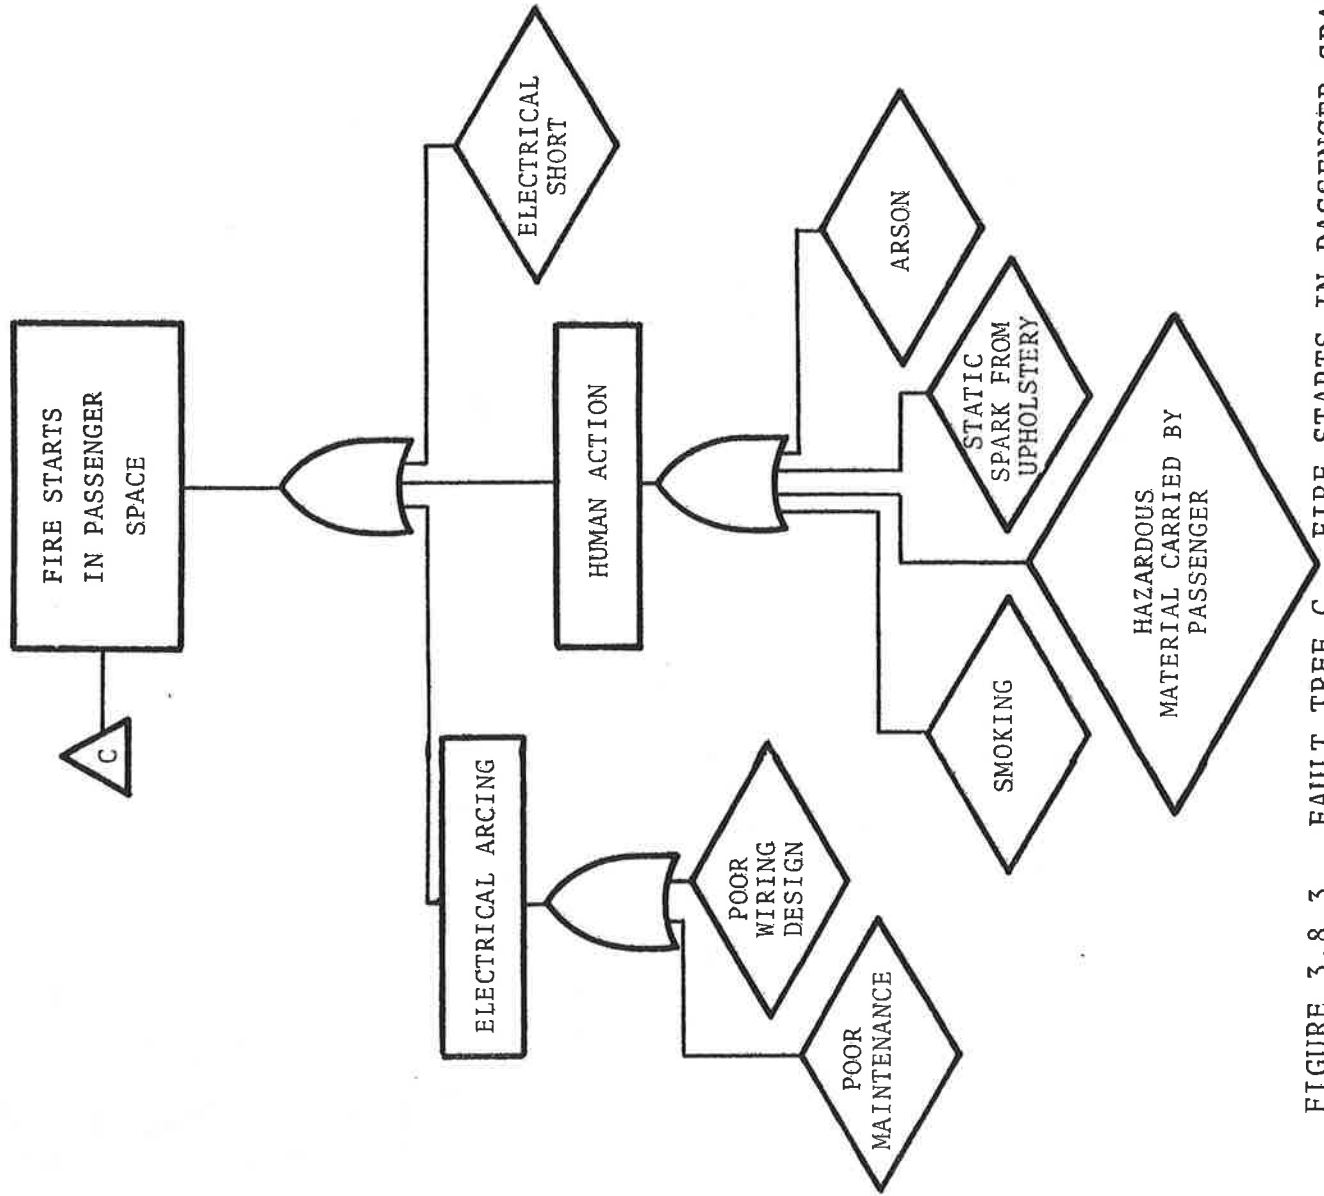 C
FIRE STARTS
IN PASSENGER
SPACE
ELECTRICAL ARCING
HUMAN ACTION
ELECTRICAL
SHORT
POOR
MAINTENANCE
POOR
WIRING
DESIGN
SMOKING
HAZARDOUS
MATERIAL CARRIED BY
PASSENGER
STATIC
SPARK FROM
UPHOLSTERY
ARSON
FIGURE 3.8.3 FAULT TREE C FIRE STARTS IN PASSENGER SPA